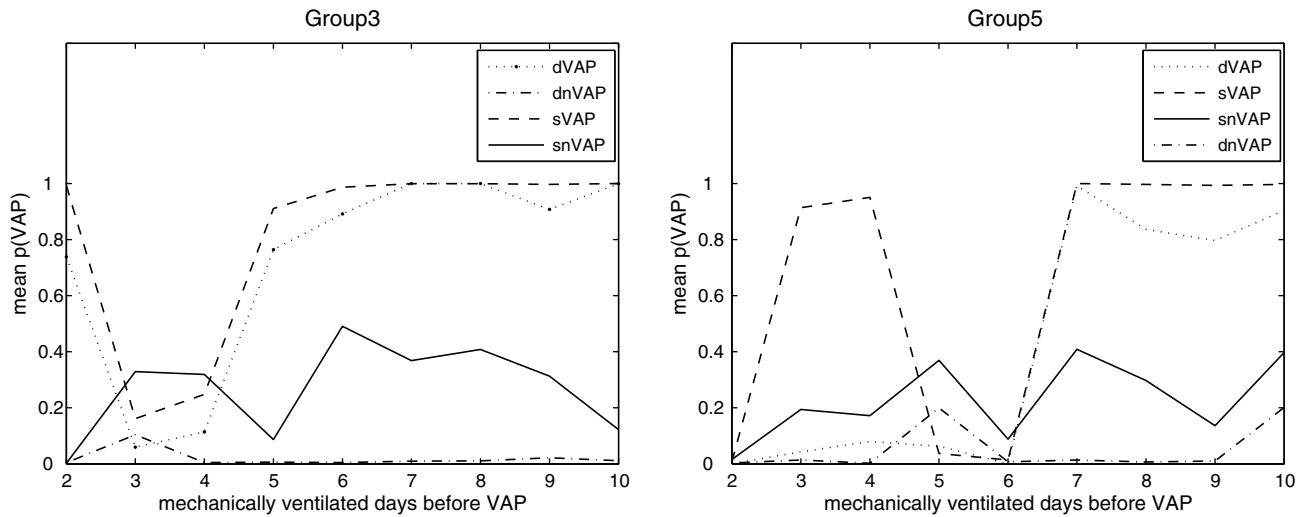 Group3
dVAP
dnVAP
sVAP
snVAP
1
0.8
0.6
0.4
0.2
0
mean p(VAP)
2 3 4 5 6 7 8 9 10
mechanically ventilated days before VAP
Group5
dVAP
sVAP
snVAP
dnVAP
1
0.8
0.6
0.4
0.2
0
mean p(VAP)
2 3 4 5 6 7 8 9 10
mechanically ventilated days before VAP